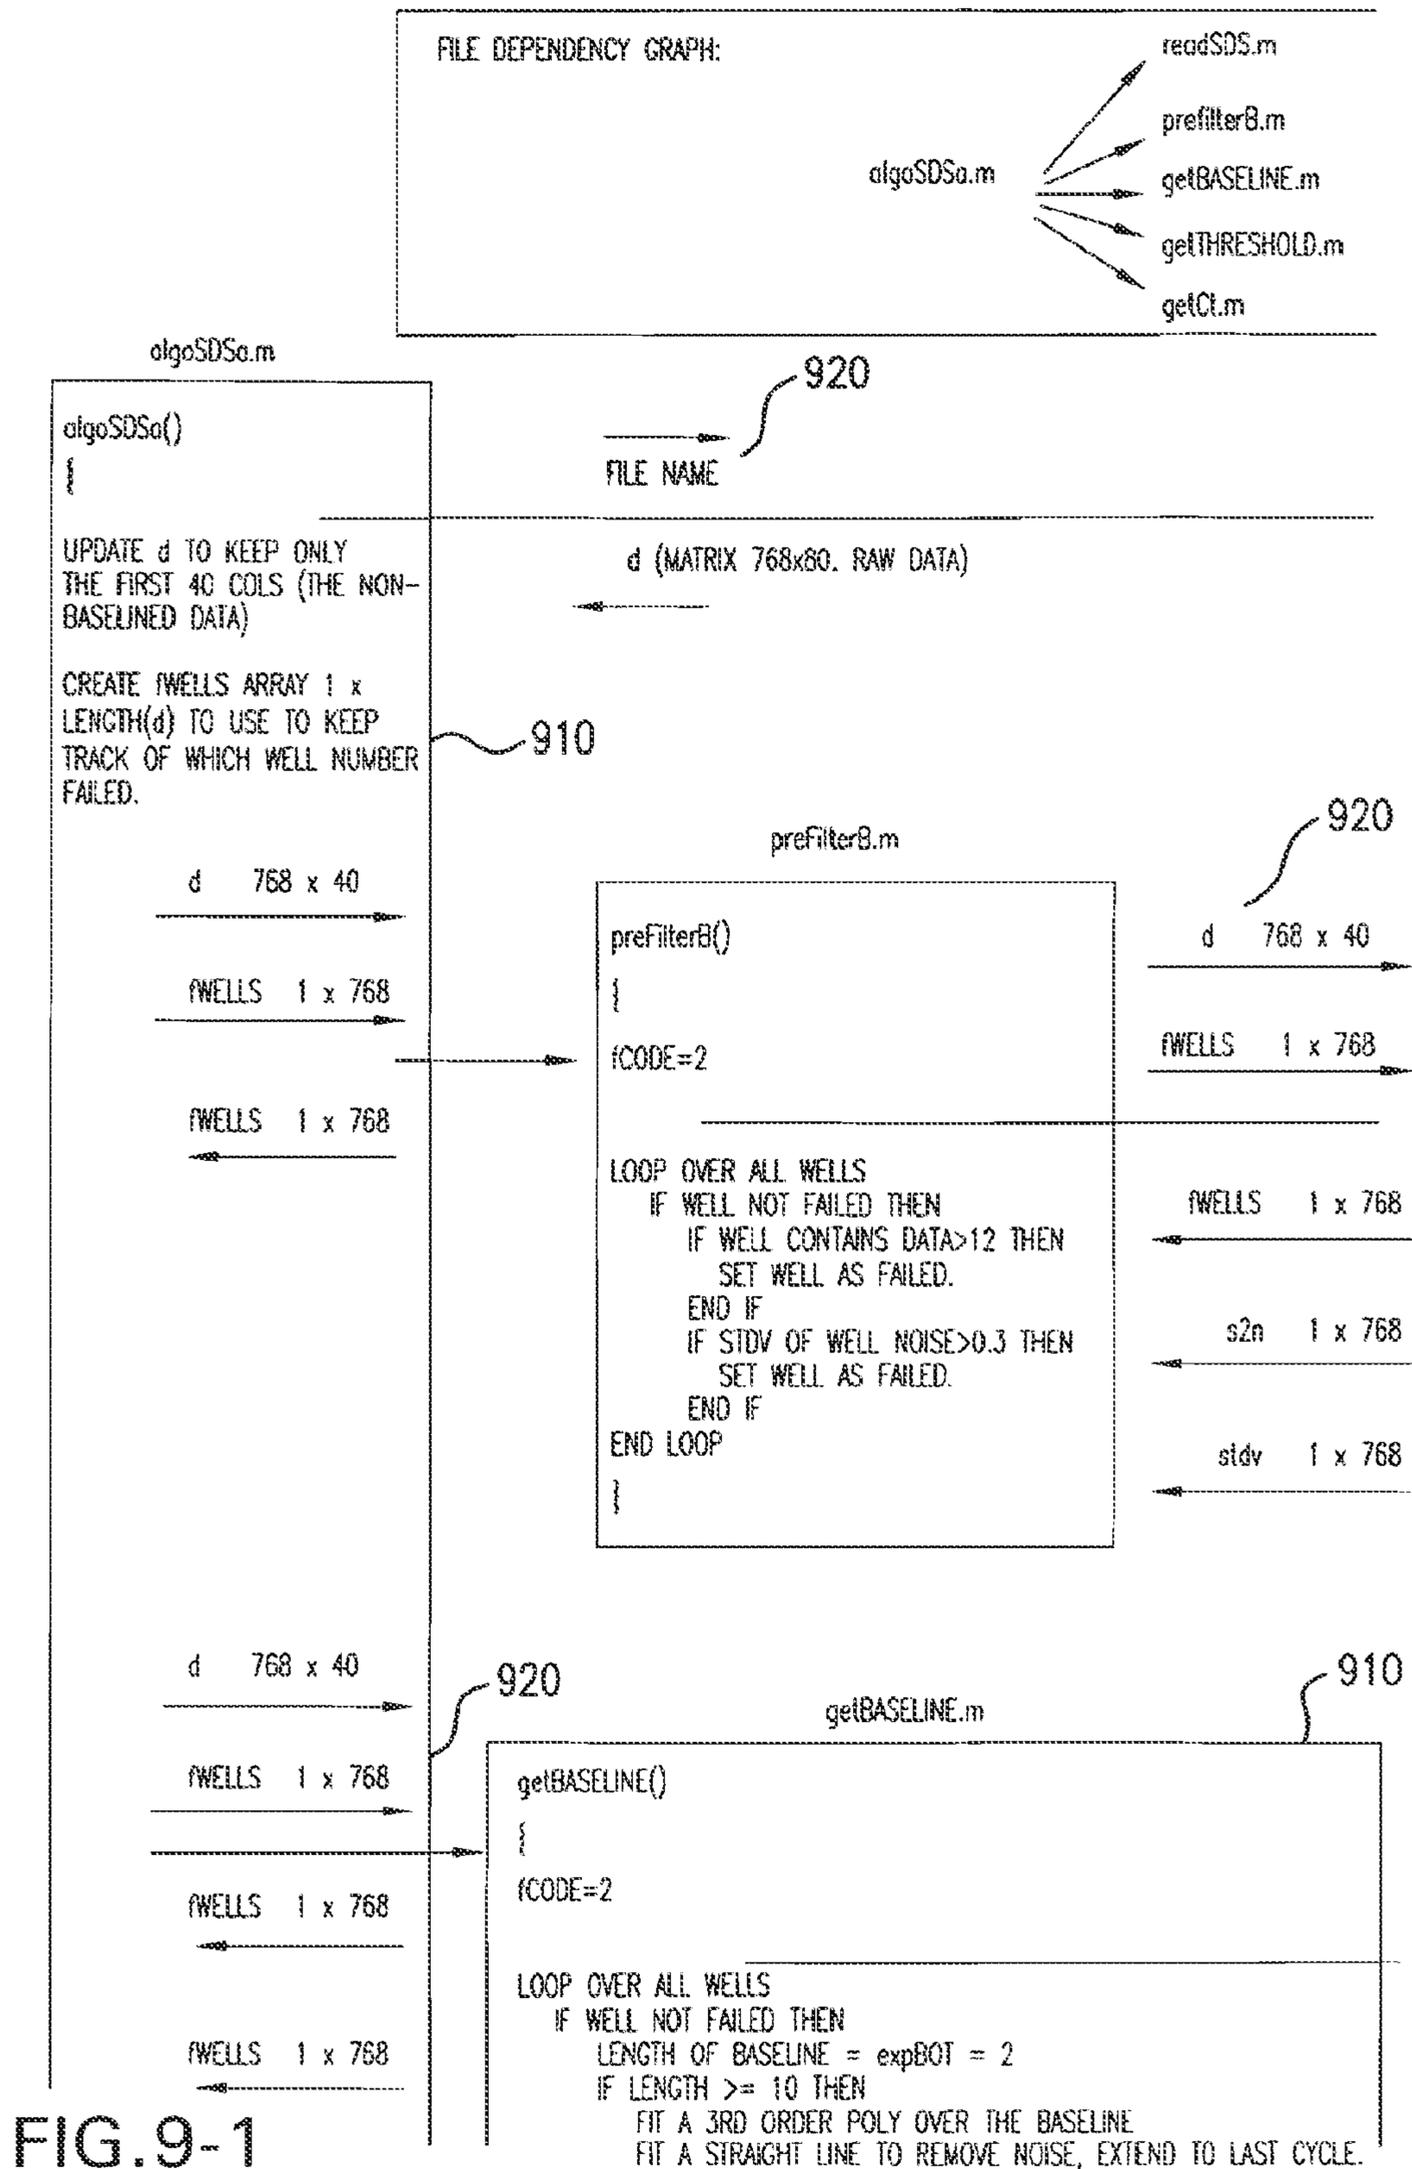 FILE DEPENDENCY GRAPH:
readSDS.m
prefilterB.m
algoSDSa.m
getBASELINE.m
getTHRESHOLD.m
getCt.m
algoSDSa.m
920
algoSDSa()
{
FILE NAME
UPDATE d TO KEEP ONLY
THE FIRST 40 COLS (THE NON-
BASELINED DATA)
d (MATRIX 768x80. RAW DATA)
CREATE fWELLS ARRAY 1 x
LENGTH(d) TO USE TO KEEP
TRACK OF WHICH WELL NUMBER
FAILED.
910
d 768 x 40
fWELLS 1 x 768
fWELLS 1 x 768
preFilterB.m
920
preFilterB()
{
fCODE=2
d 768 x 40
fWELLS 1 x 768
LOOP OVER ALL WELLS
IF WELL NOT FAILED THEN
IF WELL CONTAINS DATA>12 THEN
SET WELL AS FAILED.
END IF
IF STDV OF WELL NOISE>0.3 THEN
SET WELL AS FAILED.
END IF
END LOOP
}
fWELLS 1 x 768
s2n 1 x 768
stdv 1 x 768
d 768 x 40
920
fWELLS 1 x 768
fWELLS 1 x 768
fWELLS 1 x 768
getBASELINE.m
910
getBASELINE()
{
fCODE=2
LOOP OVER ALL WELLS
IF WELL NOT FAILED THEN
LENGTH OF BASELINE = expBOT = 2
IF LENGTH >= 10 THEN
FIT A 3RD ORDER POLY OVER THE BASELINE
FIT A STRAIGHT LINE TO REMOVE NOISE, EXTEND TO LAST CYCLE.
FIG.9-1